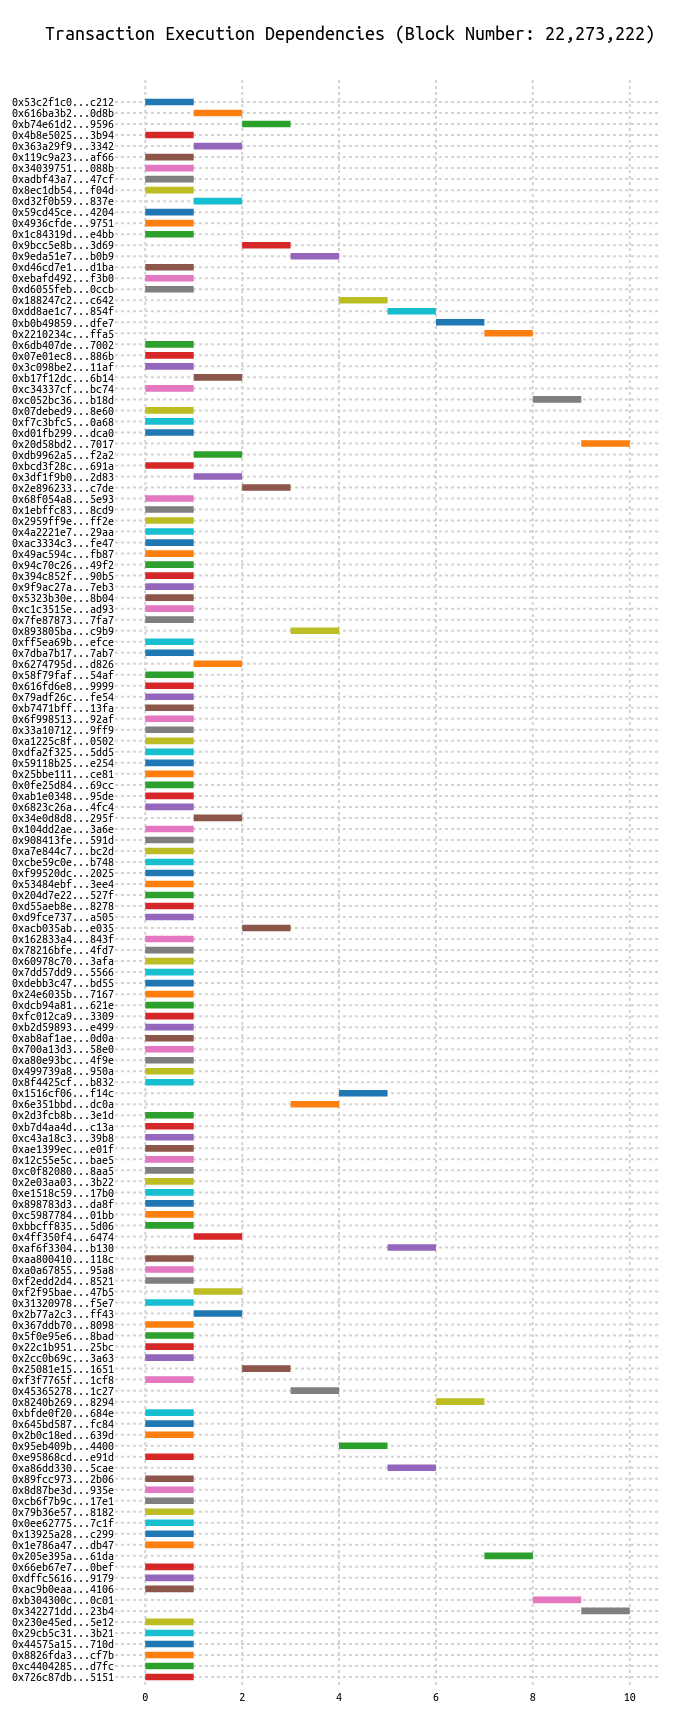 Transaction Execution Dependencies (Block Number: 22,273,222)
0x53c2f1c0...c212
0x616ba3b2...0d8b
0xb74e61d2...9596
0x4b8e5025...3b94
0x363a29f9...3342
0x119c9a23...af66
0x34039751...088b
0xadbf43a7...47cf
0x8ec1db54...f04d
0xd32f0b59...837e
0x59cd45ce...4204
0x4936cfde...9751
0x1c84319d...e4bb
0x9bcc5e8b...3d69
0x9eda51e7...b0b9
0xd46cd7e1...d1ba
0xebafd492...f3b0
0xd6055feb...0ccb
0x188247c2...c642
0xdd8ae1c7...854f
0xb0b49859...dfe7
0x2210234c...ffa5
0x6db407de...7002
0x07e01ec8...886b
0x3c098be2...11af
0xb17f12dc...6b14
0xc34337cf...bc74
0xc052bc36...b18d
0x07debed9...8e60
0xf7c3bfc5...0a68
0xd01fb299...dca0
0x20d58bd2...7017
0xdb9962a5...f2a2
0xbcd3f28c...691a
0x3df1f9b0...2d83
0x2e896233...c7de
0x68f054a8...5e93
0x1ebffc83...8cd9
0x2959ff9e...ff2e
0x4a2221e7...29aa
0xac3334c3...fe47
0x49ac594c...fb87
0x94c70c26...49f2
0x394c852f...90b5
0x9f9ac27a...7eb3
0x5323b30e...8b04
0xc1c3515e...ad93
0x7fe87873...7fa7
0x893805ba...c9b9
0xff5ea69b...efce
0x7dba7b17...7ab7
0x6274795d...d826
0x58f79faf...54af
0x616fd6e8...9999
0x79adf26c...fe54
0xb7471bff...13fa
0x6f998513...92af
0x33a10712...9ff9
0xa1225c8f...0502
0xdfa2f325...5dd5
0x59118b25...e254
0x25bbe111...ce81
0x0fe25d84...69cc
0xab1e0348...95de
0x6823c26a...4fc4
0x34e0d8d8...295f
0x104dd2ae...3a6e
0x908413fe...591d
0xa7e844c7...bc2d
0xcbe59c0e...b748
0xf99520dc...2025
0x53484ebf...3ee4
0x204d7e22...527f
0xd55aeb8e...8278
0xd9fce737...a505
0xacb035ab...e035
0x162833a4...843f
0x78216bfe...4fd7
0x60978c70...3afa
0x7dd57dd9...5566
0xdebb3c47...bd55
0x24e6035b...7167
0xdcb94a81...621e
0xfc012ca9...3309
0xb2d59893...e499
0xab8af1ae...0d0a
0x700a13d3...58e0
0xa80e93bc...4f9e
0x499739a8...950a
0x8f4425cf...b832
0x1516cf06...f14c
0x6e351bbd...dc0a
0x2d3fcb8b...3e1d
0xb7d4aa4d...c13a
0xc43a18c3...39b8
0xae1399ec...e01f
0x12c55e5c...bae5
0xc0f82080...8aa5
0x2e03aa03...3b22
0xe1518c59...17b0
0x898783d3...da8f
0xc5987784...01bb
0xbbcff835...5d06
0x4ff350f4...6474
0xaf6f3304...b130
0xaa800410...118c
0xa0a67855...95a8
0xf2edd2d4...8521
0xf2f95bae...47b5
0x31320978...f5e7
0x2b77a2c3...ff43
0x367ddb70...8098
0x5f0e95e6...8bad
0x22c1b951...25bc
0x2cc0b69c...3a63
0x25081e15...1651
0xf3f7765f...1cf8
0x45365278...1c27
0x8240b269...8294
0xbfde0f20...684e
0x645bd587...fc84
0x2b0c18ed...639d
0x95eb409b...4400
0xe95868cd...e91d
0xa86dd330...5cae
0x89fcc973...2b06
0x8d87be3d...935e
0xcb6f7b9c...17e1
0x79b36e57...8182
0x0ee62775...7c1f
0x13925a28...c299
0x1e786a47...db47
0x205e395a...61da
0x66eb67e7...0bef
0xdffc5616...9179
0xac9b0eaa...4106
0xb304300c...0c01
0x342271dd...23b4
0x230e45ed...5e12
0x29cb5c31...3b21
0x44575a15...710d
0x8826fda3...cf7b
0xc4404285...d7fc
0x726c87db...5151
0 2 4 6 8 10